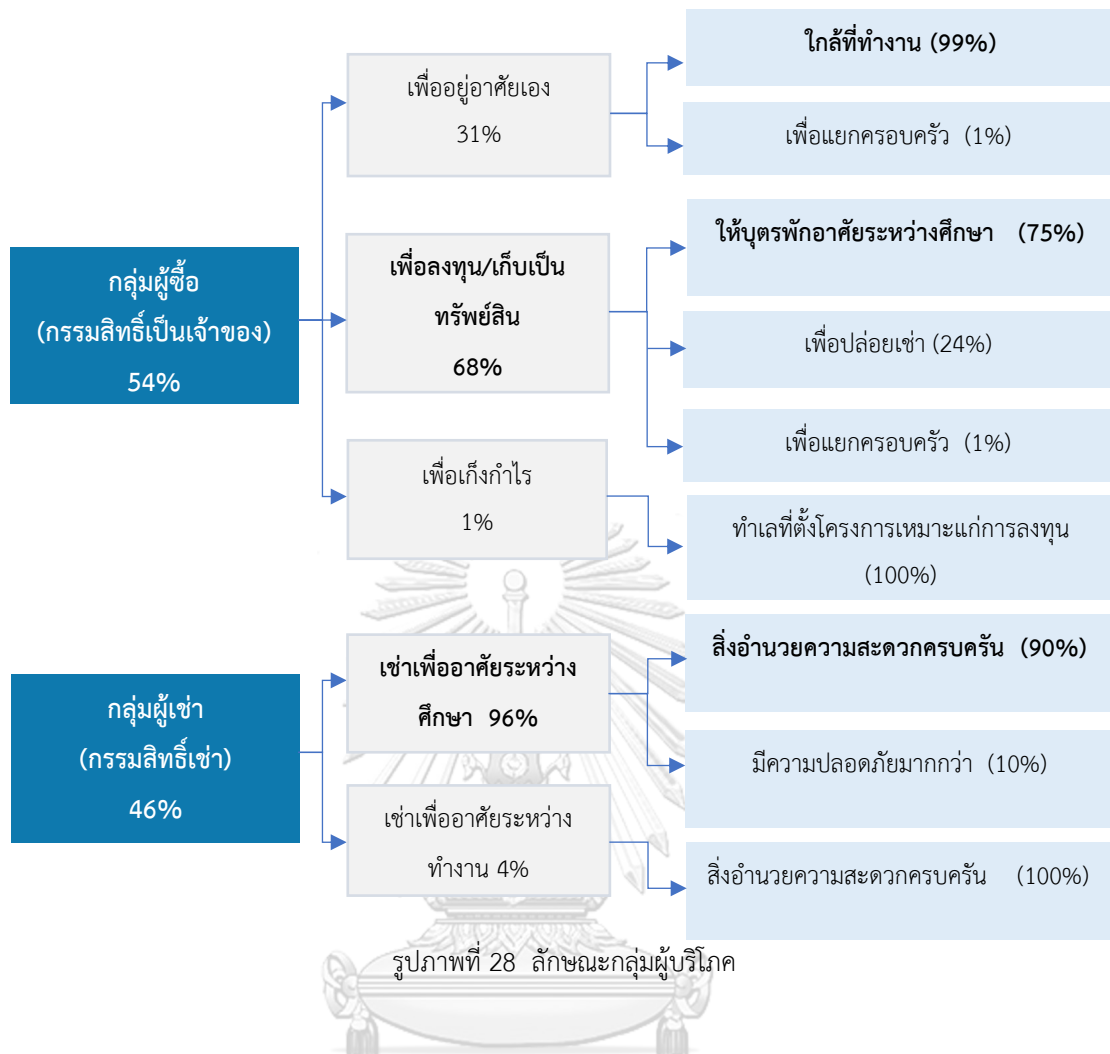 ใกล้ที่ทำงาน (99%)
เพื่ออยู่อาศัยเอง
31%
เพื่อแยกครอบครัว (1%)
ให้บุตรพักอาศัยระหว่างศึกษา (75%)
กลุ่มผู้ซื้อ
(กรรมสิทธิ์เป็นเจ้าของ)
54%
เพื่อลงทุน/เก็บเป็น
ทรัพย์สิน
68%
เพื่อปล่อยเช่า (24%)
เพื่อแยกครอบครัว (1%)
เพื่อเก็งกำไร
1%
ทำเลที่ตั้งโครงการเหมาะแก่การลงทุน
(100%)
สิ่งอำนวยความสะดวกครบครัน (90%)
เช่าเพื่ออาศัยระหว่าง
ศึกษา 96%
กลุ่มผู้เช่า
(กรรมสิทธิ์เช่า)
46%
มีความปลอดภัยมากกว่า (10%)
เช่าเพื่ออาศัยระหว่าง
ทำงาน 4%
สิ่งอำนวยความสะดวกครบครัน (100%)
รูปภาพที่ 28 ลักษณะกลุ่มผู้บริโภค